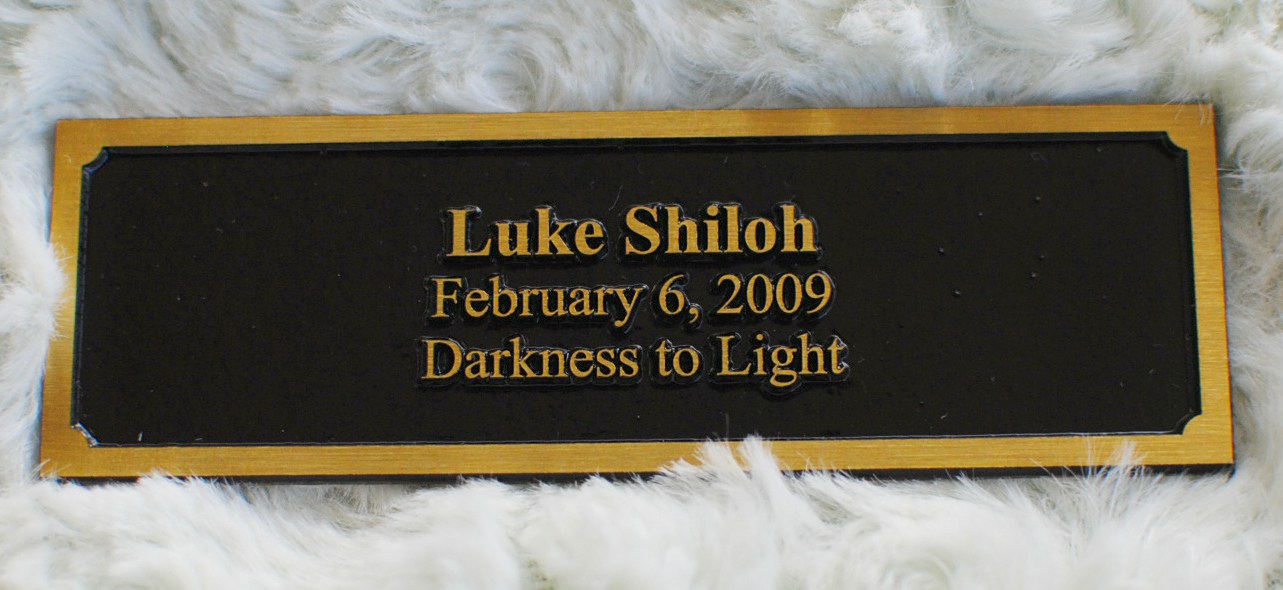 Luke Shiloh
February 6, 2009
Darkness to Light